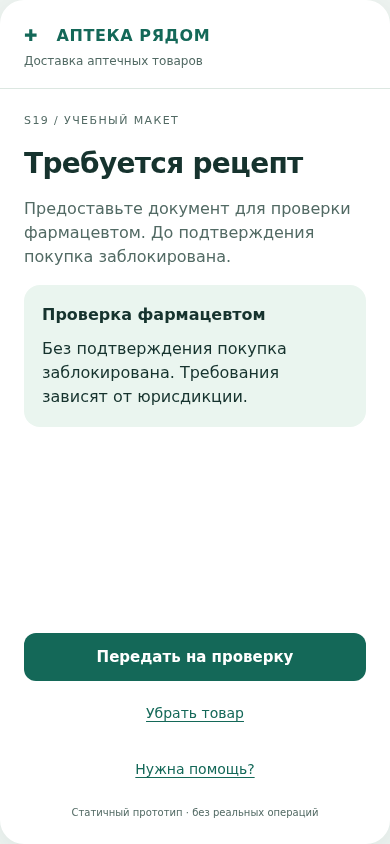 ✚ АПТЕКА РЯДОМ
Доставка аптечных товаров
S19 / УЧЕБНЫЙ МАКЕТ
Требуется рецепт
Предоставьте документ для проверки
фармацевтом. До подтверждения
покупка заблокирована.
Проверка фармацевтом
Без подтверждения покупка
заблокирована. Требования
зависят от юрисдикции.
Передать на проверку
Убрать товар
Нужна помощь?
Статичный прототип · без реальных операций